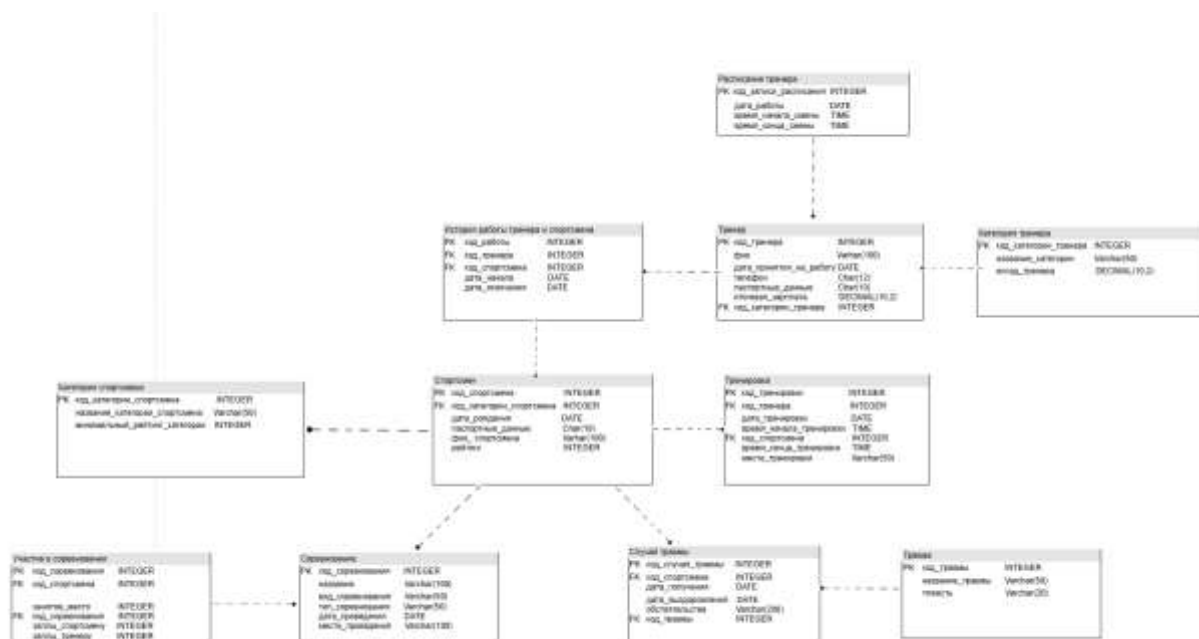 Расписание тренера
PK код_записи_расписания INTEGER
дата_работы DATE
время_начала_смены TIME
время_конца_смены TIME
История работы тренера и спортсмена
PK код_работы INTEGER
FK код_тренера INTEGER
FK код_спортсмена INTEGER
дата_начала DATE
дата_окончания DATE
Тренер
PK код_тренера INTEGER
фио Varchar(100)
дата_принятия_на_работу DATE
телефон Char(12)
паспортные_данные Char(10)
итоговая_зарплата DECIMAL(10,2)
FK код_категории_тренера INTEGER
Категория тренера
PK код_категории_тренера INTEGER
название_категории Varchar(50)
оклад_тренера DECIMAL(10,2)
Категория спортсмена
PK код_категории_спортсмена INTEGER
название_категории_спортсмена Varchar(50)
минимальный_рейтинг_категории INTEGER
Спортсмен
PK код_спортсмена INTEGER
FK код_категории_спортсмена INTEGER
дата_рождения DATE
паспортные_данные Char(10)
фио_ спортсмена Varchar(100)
рейтинг INTEGER
Тренировка
PK код_тренировки INTEGER
FK код_тренера INTEGER
дата_тренировки DATE
время_начала_тренировки TIME
FK код_спортсмена INTEGER
время_конца_тренировки TIME
место_тренировки Varchar(50)
Участие в соревновании
PK код_соревнования INTEGER
PK код_спортсмена INTEGER
занятое_место INTEGER
FK код_соревнования INTEGER
INTEGER
INTEGER
Соревнование
PK код_соревнования INTEGER
название Varchar(100)
вид_соревнования Varchar(50)
тип_соревнования Varchar(50)
дата_проведения DATE
место_проведения Varchar(100)
Случай травмы
PK код_случая_травмы INTEGER
FK код_спортсмена INTEGER
дата_получения DATE
дата_выздоровления DATE
обстоятельства Varchar(200)
FK код_травмы INTEGER
Травма
PK код_травмы INTEGER
название_травмы Varchar(50)
тяжесть Varchar(20)